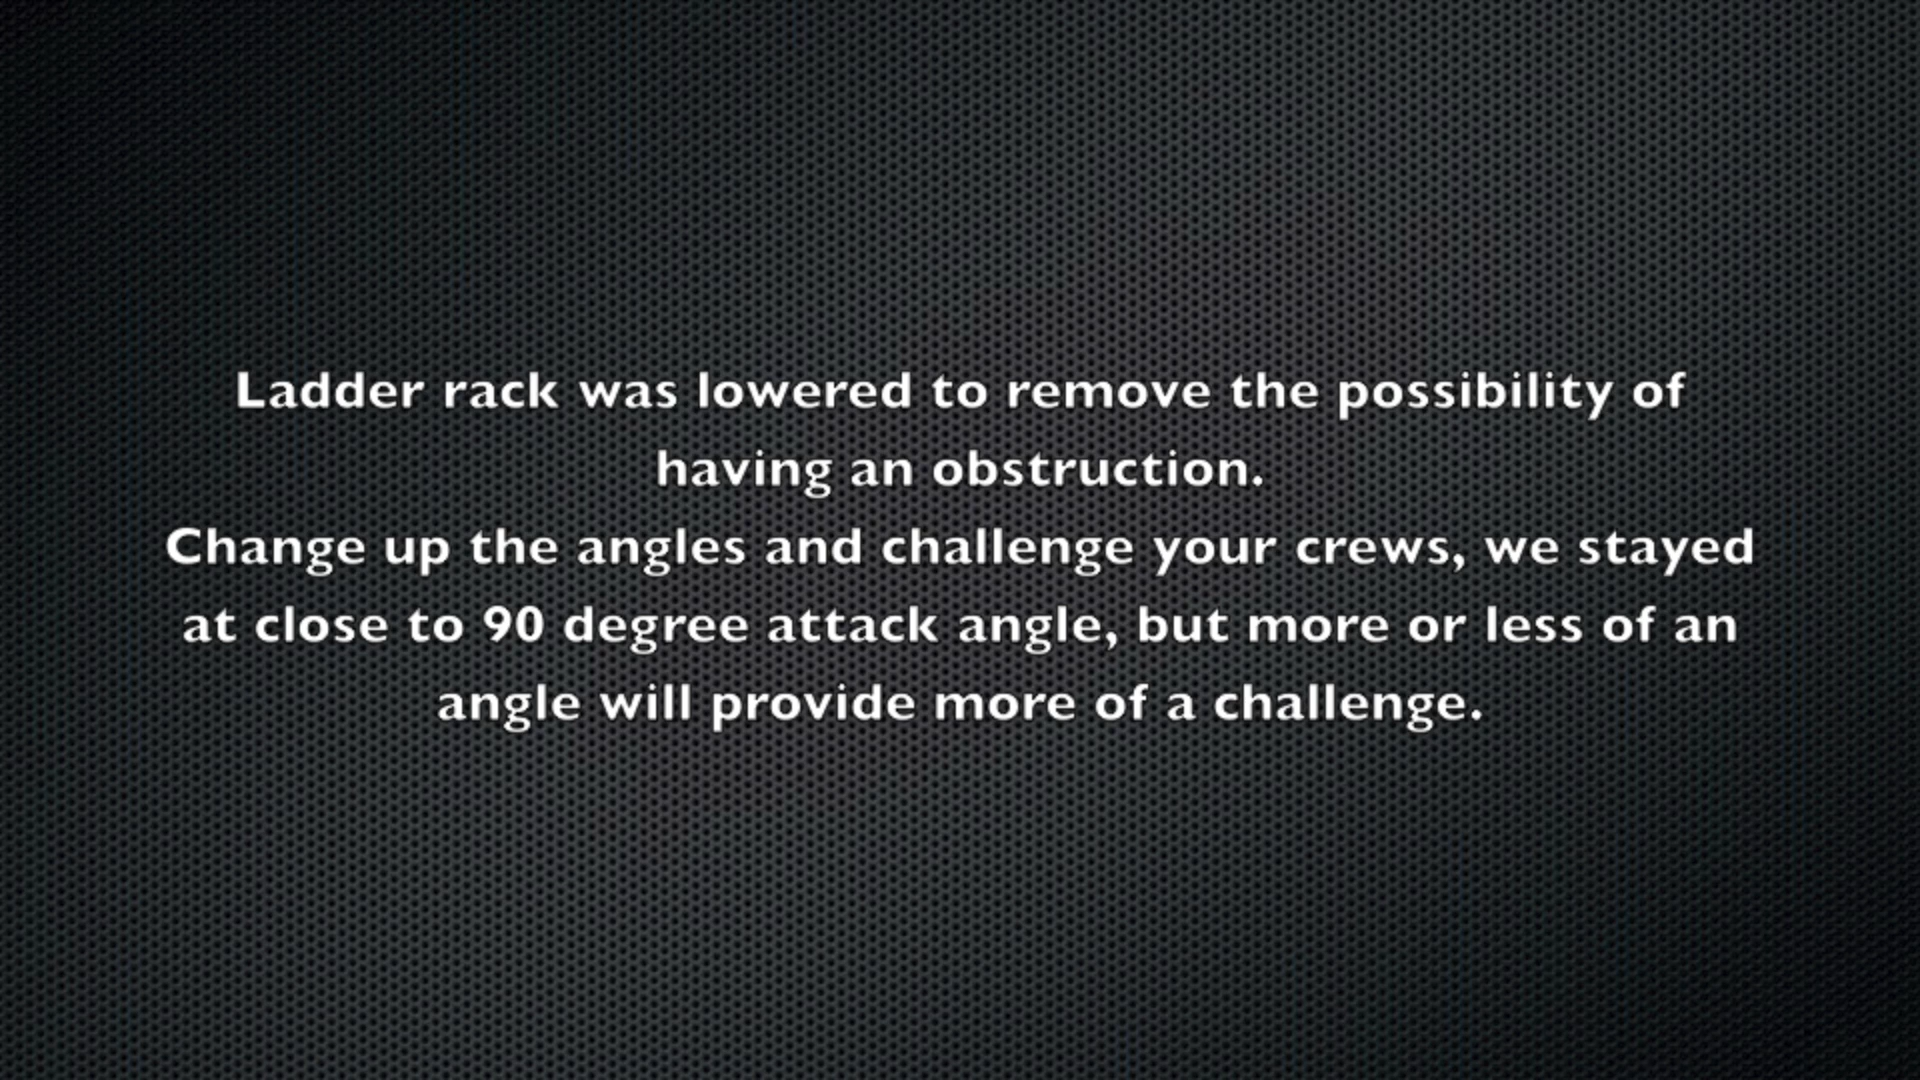 Ladder rack was lowered to remove the possibility of
having an obstruction.
Change up the angles and challenge your crews, we stayed
at close to 90 degree attack angle, but more or less of an
angle will provide more of a challenge.